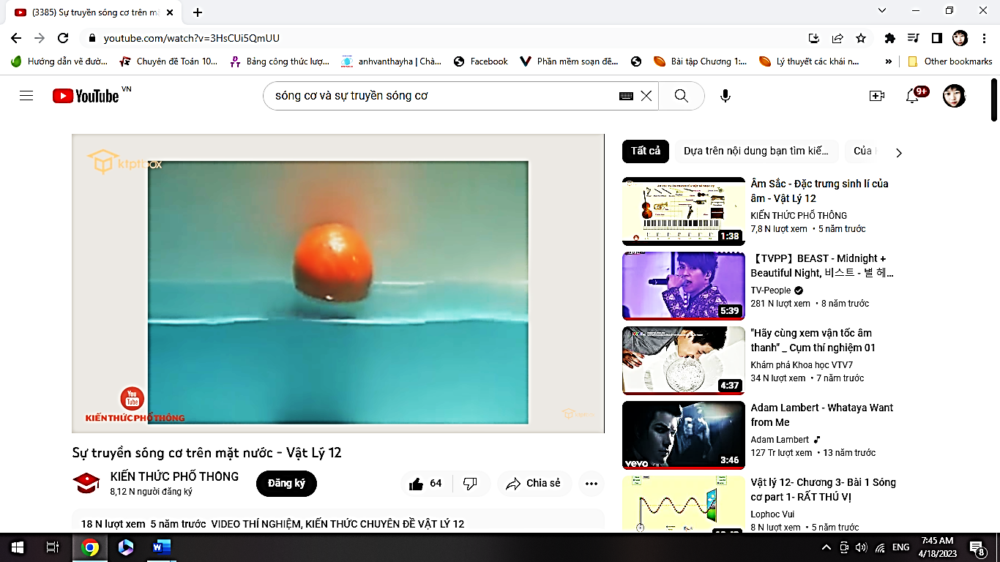 (3385) Sự truyền sóng cơ trên mặ
youtube.com/watch?v=3HsCUi5QmUU
Hướng dẫn vẽ đườ...
Chuyên đề Toán 10...
Bảng công thức lượ...
anhvanthayha | Chà...
Facebook
Phần mềm soạn đề...
Bài tập Chương 1:...
Lý thuyết các khái n...
»
Other bookmarks
YouTube VN
sóng cơ và sự truyền sóng cơ
9+
ktptbox
You
Tube
KIẾN THỨC PHỔ THÔNG
Sự truyền sóng cơ trên mặt nước - Vật Lý 12
KIẾN THỨC PHỔ THÔNG
8,12 N người đăng ký
Đăng ký
64
Chia sẻ
18 N lượt xem 5 năm trước VIDEO THÍ NGHIỆM, KIẾN THỨC CHUYÊN ĐỀ VẬT LÝ 12
Tất cả
Dựa trên nội dung bạn tìm kiế...
Của
1:38
Âm Sắc - Đặc trưng sinh lí của
âm - Vật Lý 12
KIẾN THỨC PHỔ THÔNG
7,8 N lượt xem • 5 năm trước
5:39
【TVPP】BEAST - Midnight +
Beautiful Night, 비스트 - 별 헤...
TV-People
281 N lượt xem • 8 năm trước
4:37
"Hãy cùng xem vận tốc âm
thanh" _ Cụm thí nghiệm 01
Khám phá Khoa học VTV7
34 N lượt xem • 7 năm trước
vevo
3:46
Adam Lambert - Whataya Want
from Me
Adam Lambert
127 Tr lượt xem • 13 năm trước
Vật lý 12- Chương 3- Bài 1 Sóng
cơ part 1- RẤT THÚ VỊ
Lophoc Vui
8 N lượt xem • 5 năm trước
ENG
7:45 AM
4/18/2023
8